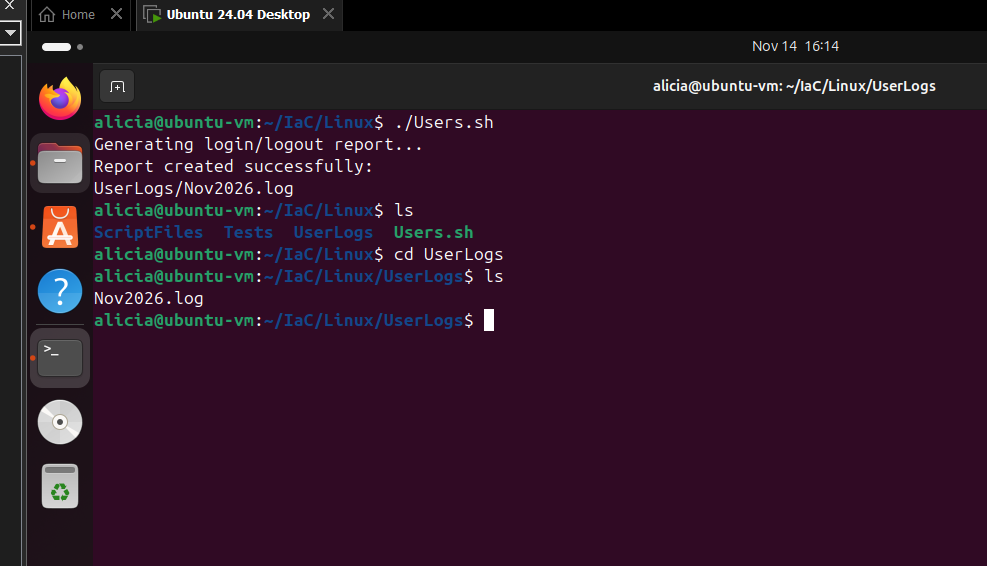 Home
Ubuntu 24.04 Desktop
Nov 14 16:14
alicia@ubuntu-vm: ~/IaC/Linux/UserLogs
alicia@ubuntu-vm:~/IaC/Linux$ ./Users.sh
Generating login/logout report...
Report created successfully:
UserLogs/Nov2026.log
alicia@ubuntu-vm:~/IaC/Linux$ ls
ScriptFiles  Tests  UserLogs  Users.sh
alicia@ubuntu-vm:~/IaC/Linux$ cd UserLogs
alicia@ubuntu-vm:~/IaC/Linux/UserLogs$ ls
Nov2026.log
alicia@ubuntu-vm:~/IaC/Linux/UserLogs$